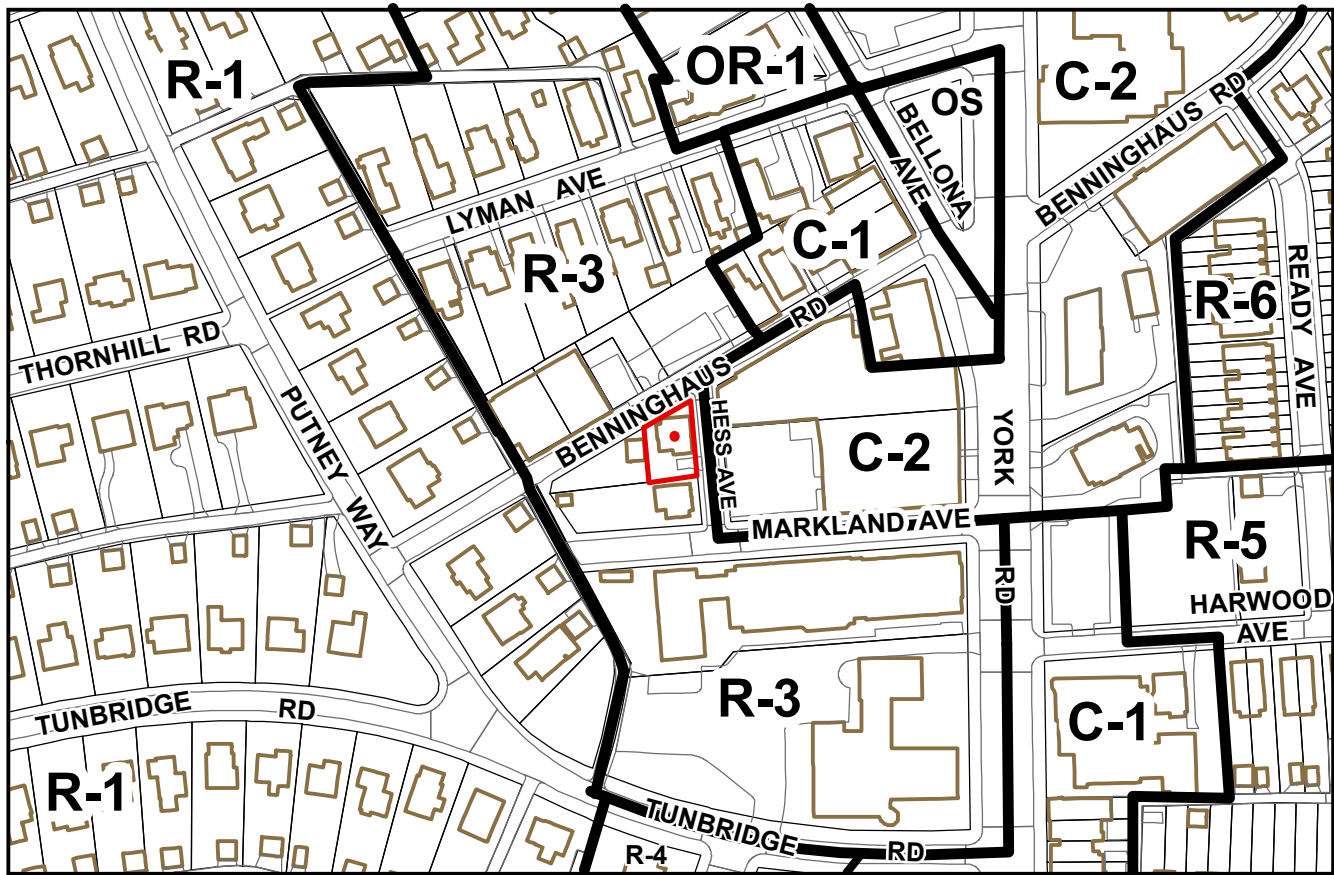 R-1
OR-1
C-2
OS
BELLONA
AVE
BENNINGHAUS RD
LYMAN AVE
C-1
R-3
R-6
READY AVE
THORNHILL RD
PUTNEY WAY
BENNINGHAUS RD
HESS AVE
YORK
RD
C-2
MARKLAND AVE
R-5
HARWOOD
AVE
R-3
C-1
TUNBRIDGE RD
R-1
TUNBRIDGE RD
R-4